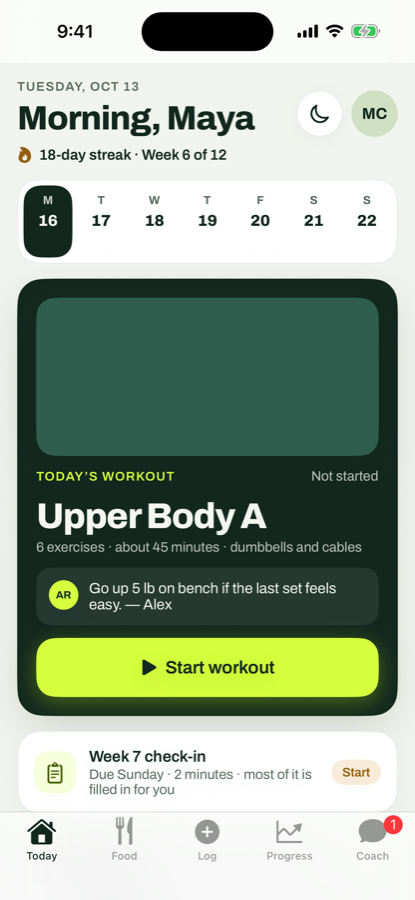 9:41
TUESDAY, OCT 13
Morning, Maya
MC
18-day streak · Week 6 of 12
M T W T F S S
16 17 18 19 20 21 22
TODAY'S WORKOUT Not started
Upper Body A
6 exercises · about 45 minutes · dumbbells and cables
AR
Go up 5 lb on bench if the last set feels
easy. — Alex
Start workout
Week 7 check-in
Due Sunday · 2 minutes · most of it is
filled in for you
Start
1
Today Food Log Progress Coach